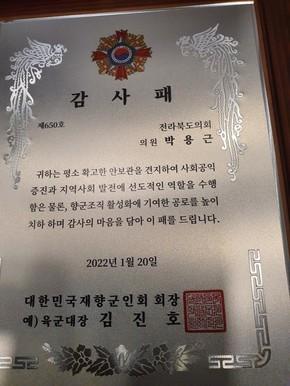 감사패
제650호
전라북도의회
의원 박용근
귀하는 평소 확고한 안보관을 견지하여 사회공익
증진과 지역사회 발전에 선도적인 역할을 수행
함은 물론, 향군조직 활성화에 기여한 공로를 높이
치하 하며 감사의 마음을 담아 이 패를 드립니다.
2022년 1월 20일
대한민국재향군인회 회장
예) 육군대장 김진호